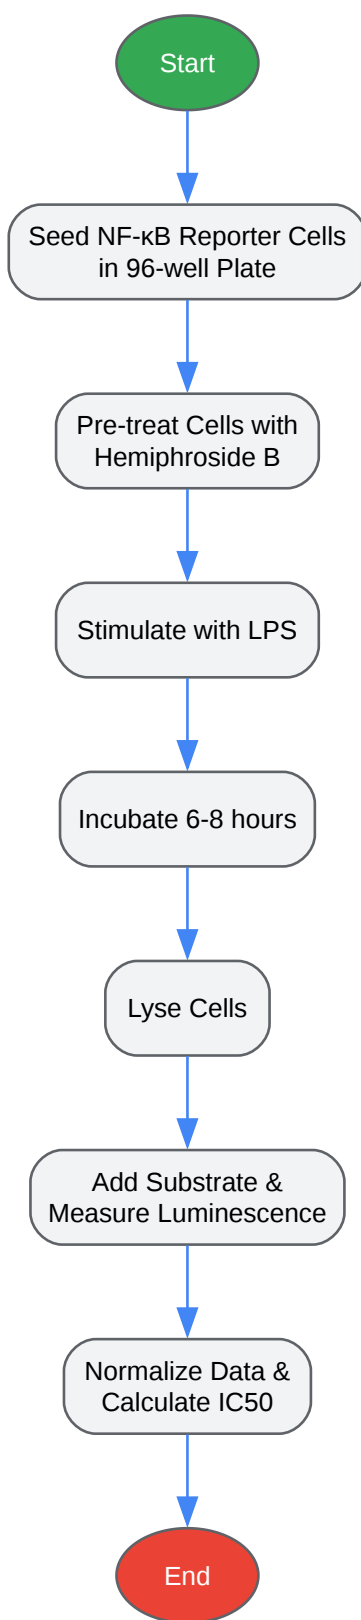 Start
Seed NF-κB Reporter Cells
in 96-well Plate
Pre-treat Cells with
Hemiphroside B
Stimulate with LPS
Incubate 6-8 hours
Lyse Cells
Add Substrate &
Measure Luminescence
Normalize Data &
Calculate IC50
End